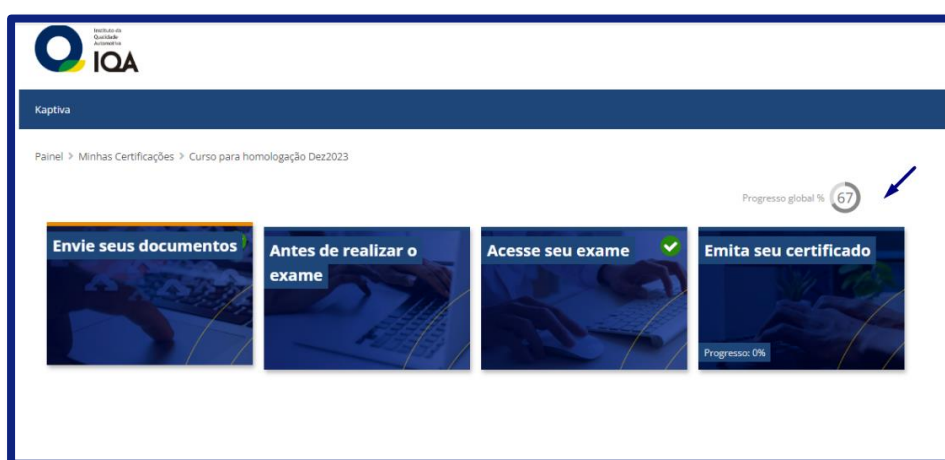 Instituto da
Qualidade
Automotiva
IQA
Kaptiva
Painel > Minhas Certificações > Curso para homologação Dez2023
Progresso global % 67
Envie seus documentos
Antes de realizar o
exame
Acesse seu exame
Emita seu certificado
Progresso: 0%